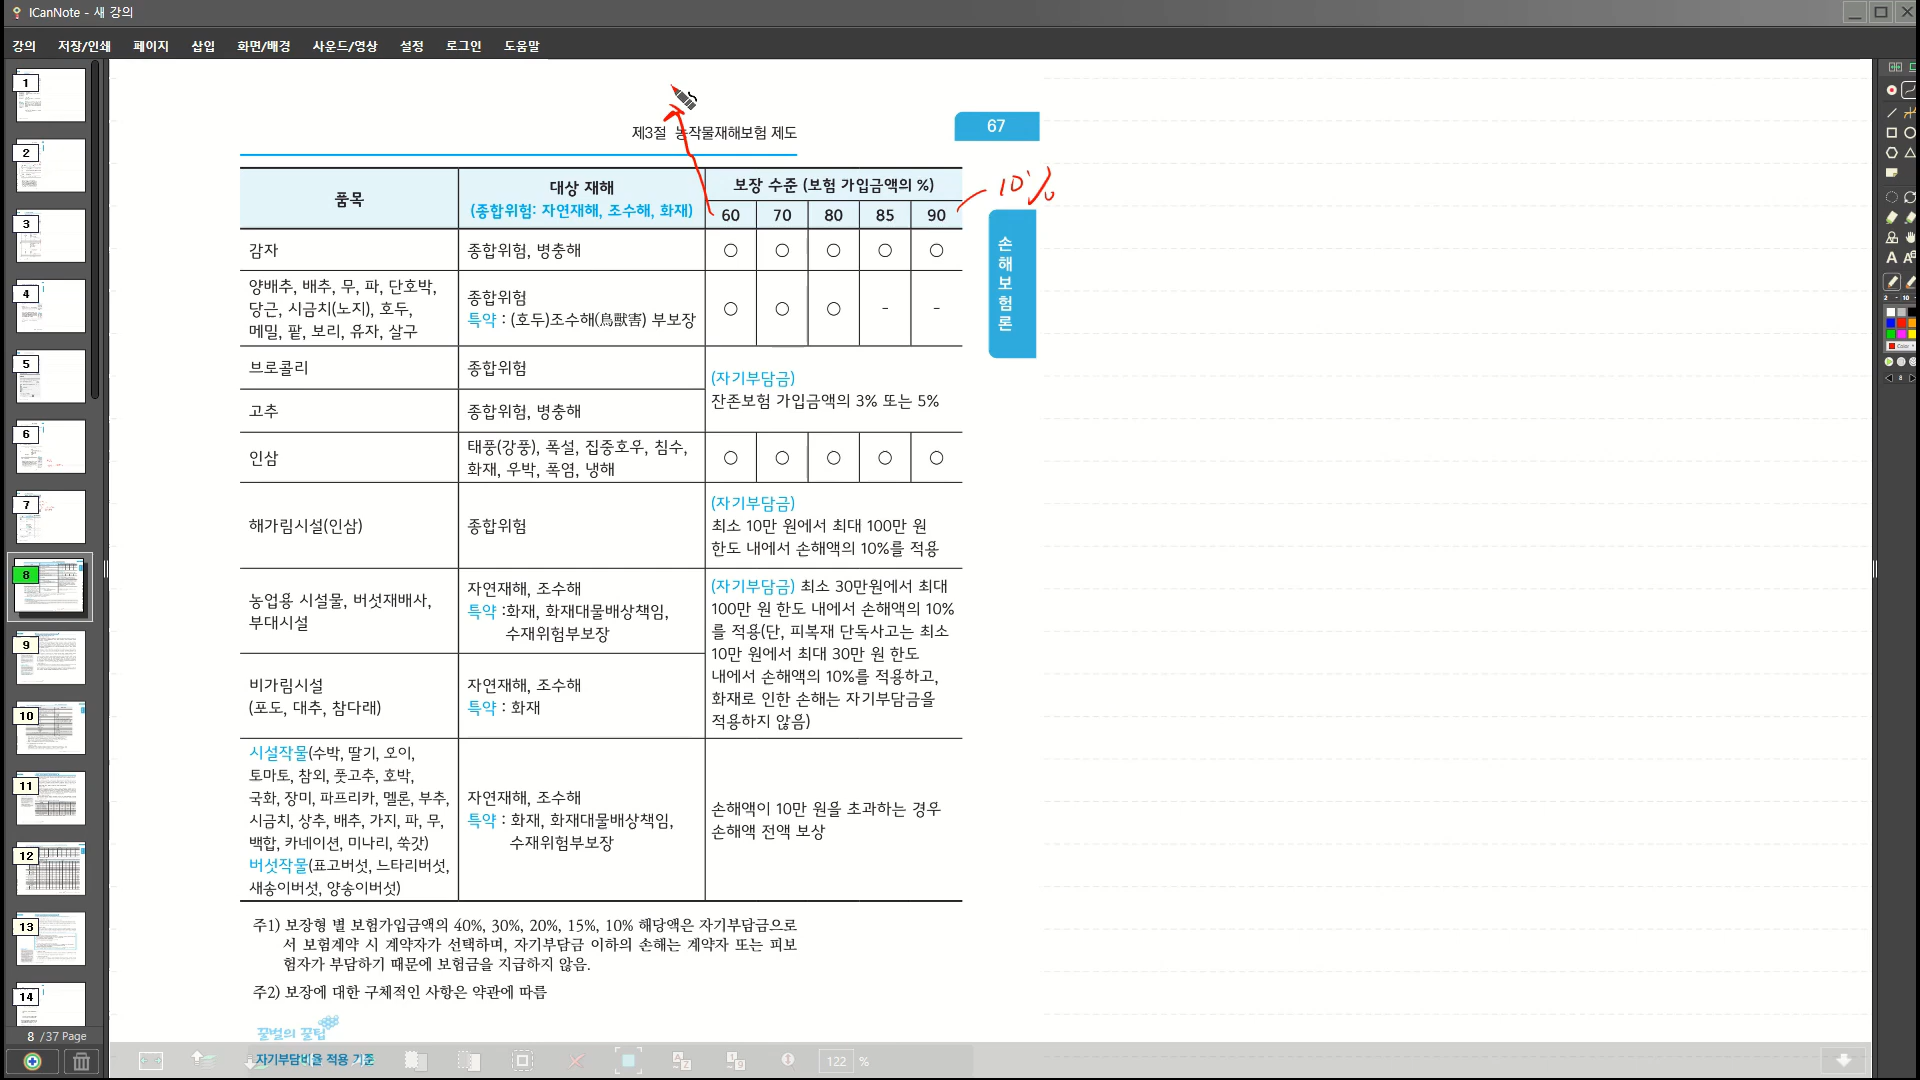 ICanNote - 새 강의
강의 저장/인쇄 페이지 삽입 화면/배경 사운드/영상 설정 로그인 도움말
1
2
3
4
5
6
7
8
9
10
11
12
13
14
8 /37 Page
제3절 농작물재해보험 제도
67
10%
손해보험론
품목
대상 재해
(종합위험: 자연재해, 조수해, 화재)
보장 수준 (보험 가입금액의 %)
60 70 80 85 90
감자
종합위험, 병충해
○ ○ ○ ○ ○
양배추, 배추, 무, 파, 단호박,
당근, 시금치(노지), 호두,
메밀, 팥, 보리, 유자, 살구
종합위험
특약 : (호두)조수해(鳥獸害) 부보장
○ ○ ○ - -
브로콜리
종합위험
(자기부담금)
잔존보험 가입금액의 3% 또는 5%
고추
종합위험, 병충해
인삼
태풍(강풍), 폭설, 집중호우, 침수,
화재, 우박, 폭염, 냉해
○ ○ ○ ○ ○
해가림시설(인삼)
종합위험
(자기부담금)
최소 10만 원에서 최대 100만 원
한도 내에서 손해액의 10%를 적용
농업용 시설물, 버섯재배사,
부대시설
자연재해, 조수해
특약 :화재, 화재대물배상책임,
수재위험부보장
(자기부담금) 최소 30만원에서 최대
100만 원 한도 내에서 손해액의 10%
를 적용(단, 피복재 단독사고는 최소
10만 원에서 최대 30만 원 한도
내에서 손해액의 10%를 적용하고,
화재로 인한 손해는 자기부담금을
적용하지 않음)
비가림시설
(포도, 대추, 참다래)
자연재해, 조수해
특약 : 화재
시설작물(수박, 딸기, 오이,
토마토, 참외, 풋고추, 호박,
국화, 장미, 파프리카, 멜론, 부추,
시금치, 상추, 배추, 가지, 파, 무,
백합, 카네이션, 미나리, 쑥갓)
버섯작물(표고버섯, 느타리버섯,
새송이버섯, 양송이버섯)
자연재해, 조수해
특약 : 화재, 화재대물배상책임,
수재위험부보장
손해액이 10만 원을 초과하는 경우
손해액 전액 보상
주1) 보장형 별 보험가입금액의 40%, 30%, 20%, 15%, 10% 해당액은 자기부담금으로
서 보험계약 시 계약자가 선택하며, 자기부담금 이하의 손해는 계약자 또는 피보
험자가 부담하기 때문에 보험금을 지급하지 않음.
주2) 보장에 대한 구체적인 사항은 약관에 따름
꿀벌의 꿀팁
자기부담비율 적용 기준
122 %